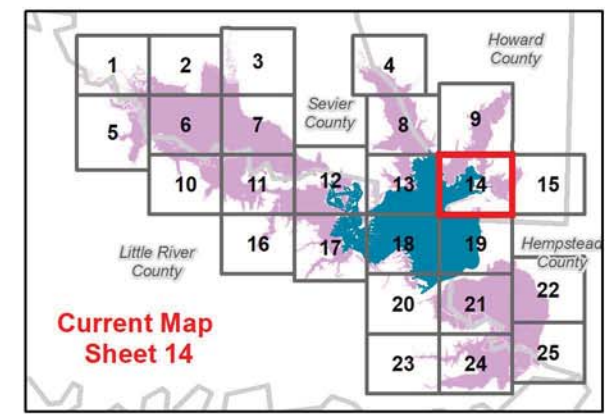 Howard
County
1 2 3 4
Sevier
County
5 6 7 8 9
10 11 12 13 14 15
Little River
County
16 17 18 19
Hempstead
County
20 21 22
Current Map
Sheet 14
23 24 25